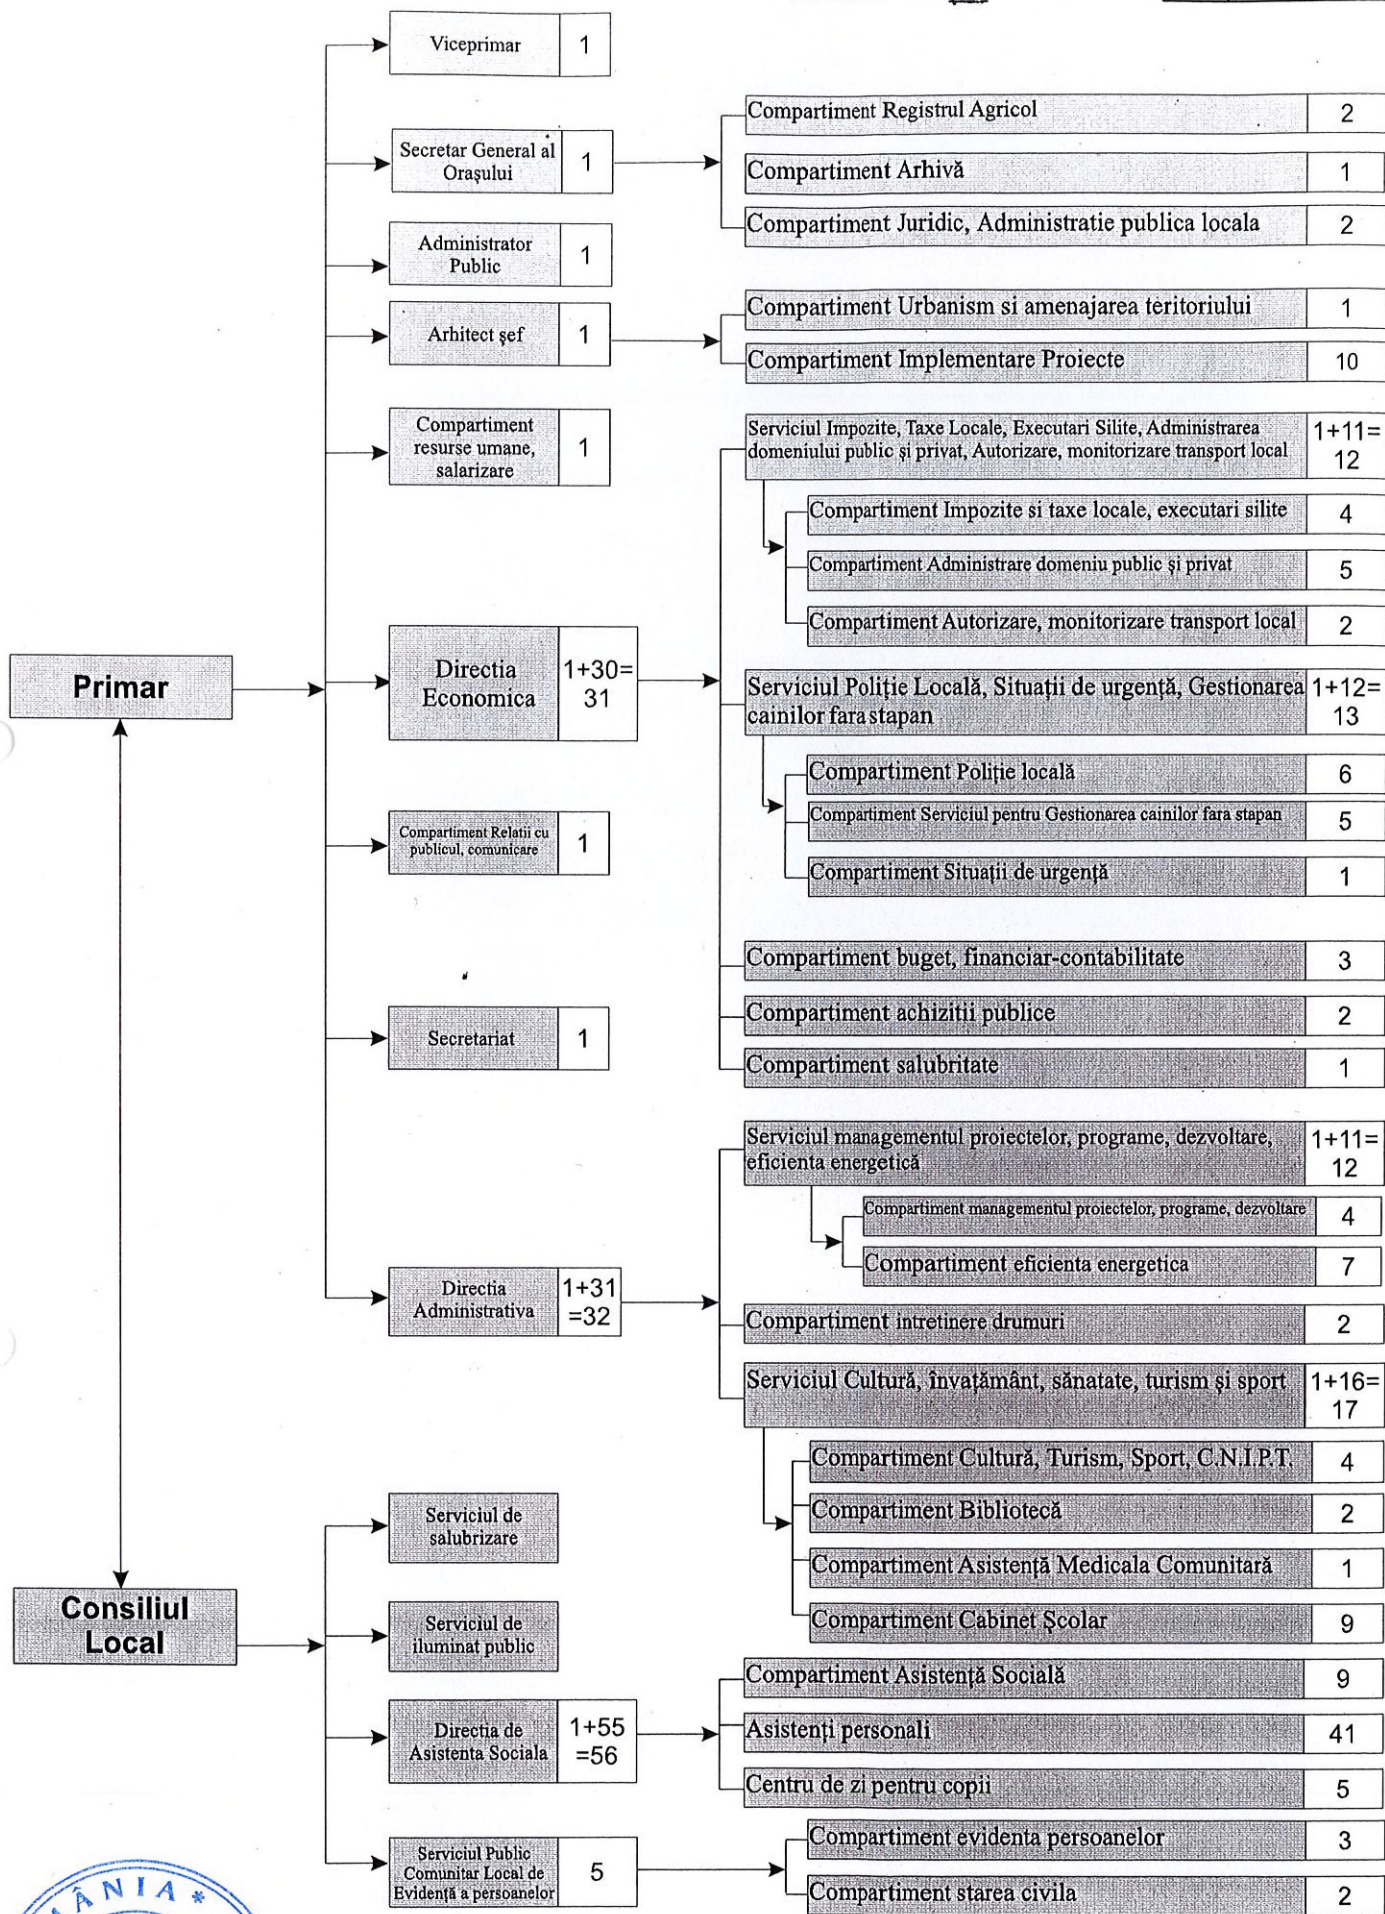 Viceprimar
1
Secretar General al
Oraşului
1
Compartiment Registrul Agricol
2
Compartiment Arhivă
1
Compartiment Juridic, Administratie publica locala
2
Administrator
Public
1
Arhitect şef
1
Compartiment Urbanism si amenajarea teritoriului
1
Compartiment Implementare Proiecte
10
Compartiment
resurse umane,
salarizare
1
Primar
Directia
Economica
1+30=
31
Serviciul Impozite, Taxe Locale, Executari Silite, Administrarea
domeniului public şi privat, Autorizare, monitorizare transport local
1+11=
12
Compartiment Impozite si taxe locale, executari silite
4
Compartiment Administrare domeniu public şi privat
5
Compartiment Autorizare, monitorizare transport local
2
Serviciul Poliţie Locală, Situaţii de urgenţă, Gestionarea
cainilor fara stapan
1+12=
13
Compartiment Poliţie locală
6
Compartiment Serviciul pentru Gestionarea cainilor fara stapan
5
Compartiment Situaţii de urgenţă
1
Compartiment buget, financiar-contabilitate
3
Compartiment achizitii publice
2
Compartiment salubritate
1
Compartiment Relatii cu
publicul, comunicare
1
Secretariat
1
Directia
Administrativa
1+31
=32
Serviciul managementul proiectelor, programe, dezvoltare,
eficienta energetică
1+11=
12
Compartiment managementul proiectelor, programe, dezvoltare
4
Compartiment eficienta energetica
7
Compartiment intretinere drumuri
2
Serviciul Cultură, învaţământ, sănatate, turism şi sport
1+16=
17
Compartiment Cultură, Turism, Sport, C.N.I.P.T.
4
Compartiment Bibliotecă
2
Compartiment Asistenţă Medicala Comunitară
1
Compartiment Cabinet Şcolar
9
Consiliul
Local
Serviciul de
salubrizare
Serviciul de
iluminat public
Directia de
Asistenta Sociala
1+55
=56
Compartiment Asistenţă Socială
9
Asistenţi personali
41
Centru de zi pentru copii
5
Serviciul Public
Comunitar Local de
Evidenţă a persoanelor
5
Compartiment evidenta persoanelor
3
Compartiment starea civila
2